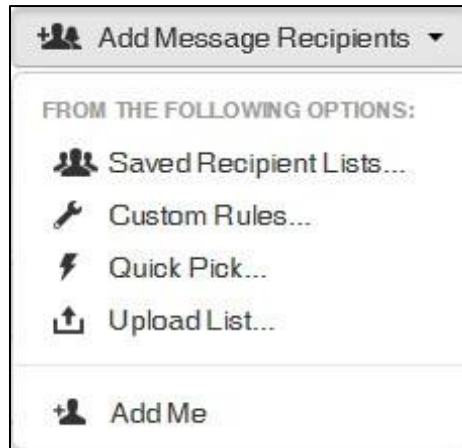 Add Message Recipients
FROM THE FOLLOWING OPTIONS:
Saved Recipient Lists...
Custom Rules...
Quick Pick...
Upload List...
Add Me